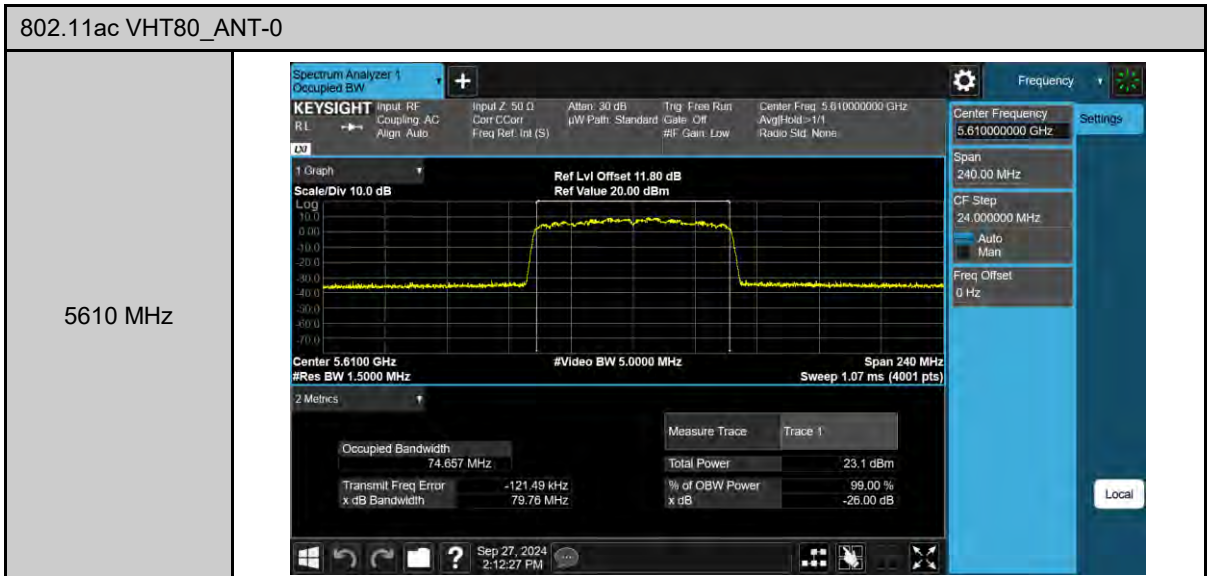 802.11ac VHT80_ANT-0
5610 MHz
Spectrum Analyzer 1
Occupied BW
+
Frequency
KEYSIGHT
RL
LXI
Input: RF
Coupling: AC
Align: Auto
Input Z: 50 Ω
Corr CCorr
Freq Ref: Int (S)
Atten: 30 dB
µW Path: Standard
Trig: Free Run
Gate: Off
#IF Gain: Low
Center Freq: 5.610000000 GHz
Avg|Hold:>1/1
Radio Std: None
1 Graph
Scale/Div 10.0 dB
Ref Lvl Offset 11.80 dB
Ref Value 20.00 dBm
Log
10.0
0.00
-10.0
-20.0
-30.0
-40.0
-50.0
-60.0
-70.0
Center 5.6100 GHz
#Res BW 1.5000 MHz
#Video BW 5.0000 MHz
Span 240 MHz
Sweep 1.07 ms (4001 pts)
2 Metrics
Occupied Bandwidth
74.657 MHz
Transmit Freq Error -121.49 kHz
x dB Bandwidth 79.76 MHz
Measure Trace Trace 1
Total Power 23.1 dBm
% of OBW Power 99.00 %
x dB -26.00 dB
Center Frequency
5.610000000 GHz
Settings
Span
240.00 MHz
CF Step
24.000000 MHz
Auto
Man
Freq Offset
0 Hz
Local
?
Sep 27, 2024
2:12:27 PM